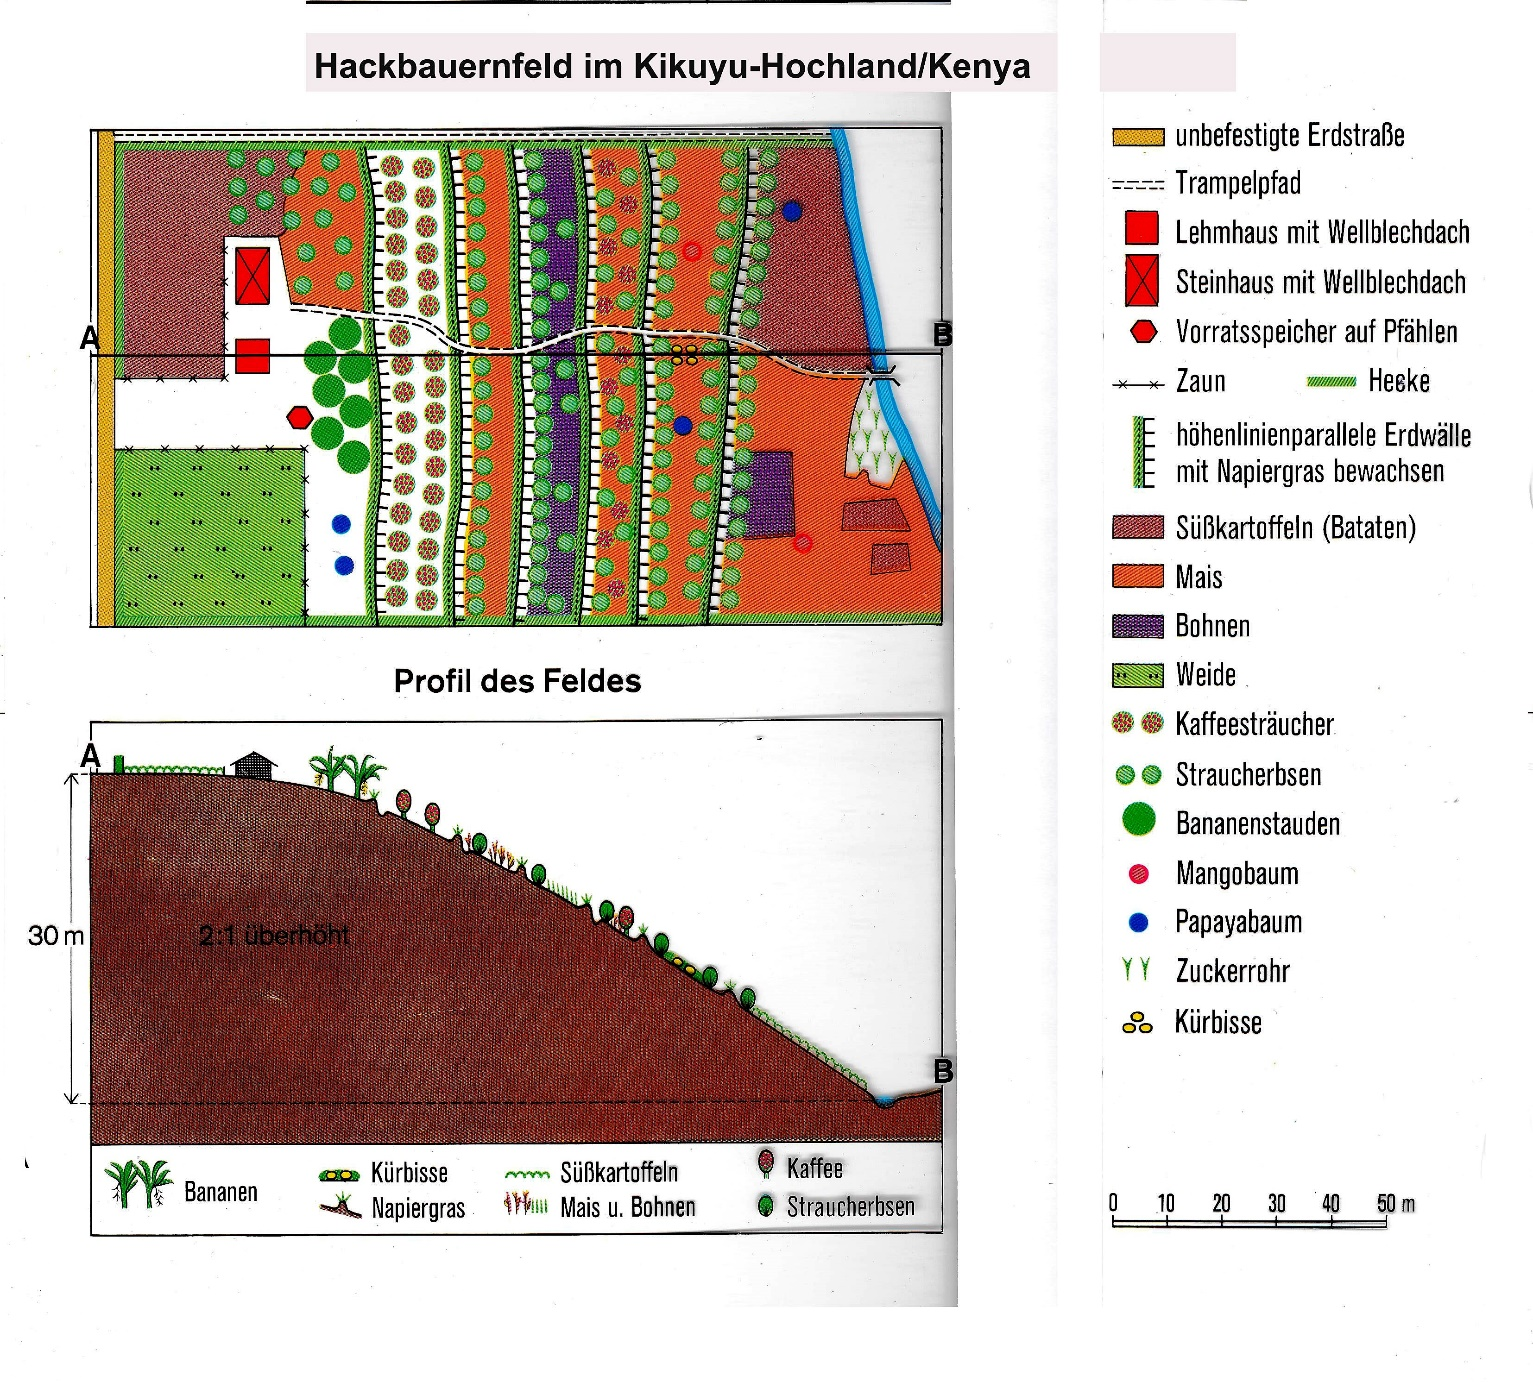 Hackbauernfeld im Kikuyu-Hochland/Kenya
A
B
Profil des Feldes
A
30 m
2:1 überhöht
B
Bananen
Kürbisse
Napiergras
Süßkartoffeln
Mais u. Bohnen
Kaffee
Straucherbsen
unbefestigte Erdstraße
Trampelpfad
Lehmhaus mit Wellblechdach
Steinhaus mit Wellblechdach
Vorratsspeicher auf Pfählen
Zaun
Hecke
höhenlinienparallele Erdwälle
mit Napiergras bewachsen
Süßkartoffeln (Bataten)
Mais
Bohnen
Weide
Kaffeesträucher
Straucherbsen
Bananenstauden
Mangobaum
Papayabaum
Zuckerrohr
Kürbisse
0 10 20 30 40 50 m